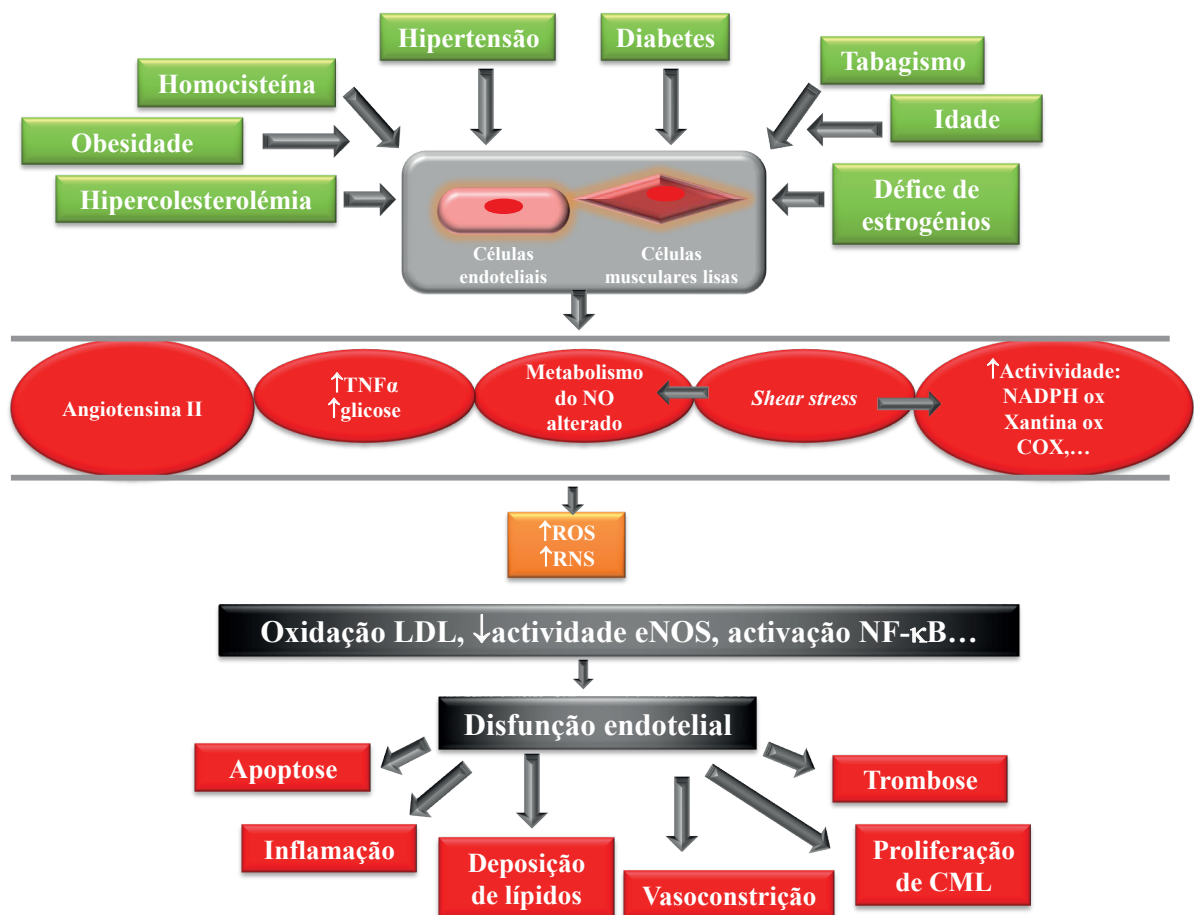 Hipertensão
Diabetes
Tabagismo
Homocisteína
Idade
Obesidade
Hipercolesterolémia
Défice de
estrogénios
Células
endoteliais
Células
musculares lisas
Angiotensina II
↑TNFα
↑glicose
Metabolismo
do NO
alterado
Shear stress
↑Activividade:
NADPH ox
Xantina ox
COX,…
↑ROS
↑RNS
Oxidação LDL, ↓actividade eNOS, activação NF-κB…
Disfunção endotelial
Apoptose
Trombose
Inflamação
Deposição
de lípidos
Vasoconstrição
Proliferação
de CML